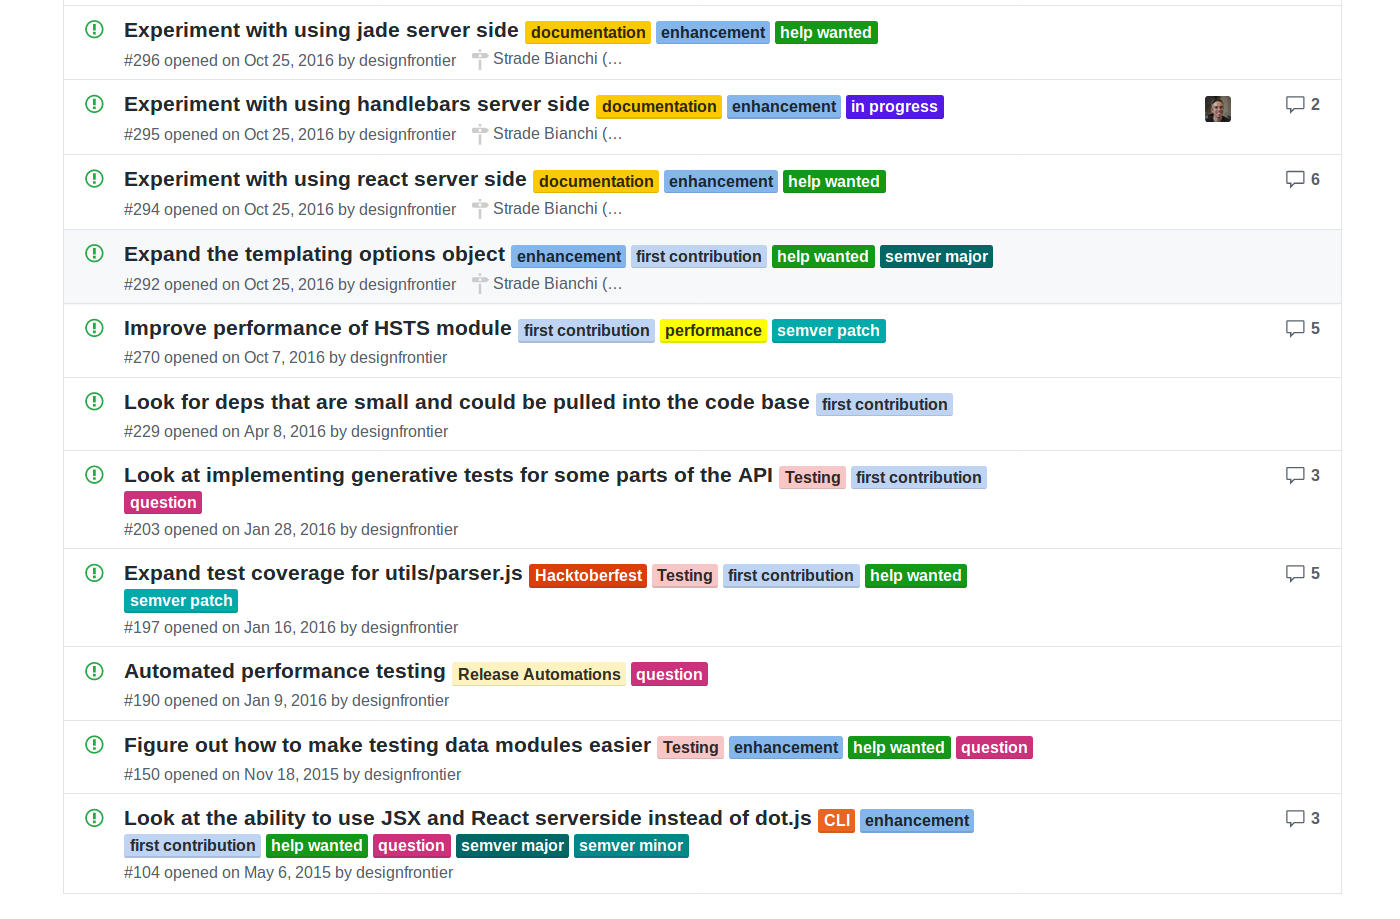 Experiment with using jade server side documentation enhancement help wanted
#296 opened on Oct 25, 2016 by designfrontier Strade Bianchi (…
Experiment with using handlebars server side documentation enhancement in progress 2
#295 opened on Oct 25, 2016 by designfrontier Strade Bianchi (…
Experiment with using react server side documentation enhancement help wanted 6
#294 opened on Oct 25, 2016 by designfrontier Strade Bianchi (…
Expand the templating options object enhancement first contribution help wanted semver major
#292 opened on Oct 25, 2016 by designfrontier Strade Bianchi (…
Improve performance of HSTS module first contribution performance semver patch 5
#270 opened on Oct 7, 2016 by designfrontier
Look for deps that are small and could be pulled into the code base first contribution
#229 opened on Apr 8, 2016 by designfrontier
Look at implementing generative tests for some parts of the API Testing first contribution 3
question
#203 opened on Jan 28, 2016 by designfrontier
Expand test coverage for utils/parser.js Hacktoberfest Testing first contribution help wanted 5
semver patch
#197 opened on Jan 16, 2016 by designfrontier
Automated performance testing Release Automations question
#190 opened on Jan 9, 2016 by designfrontier
Figure out how to make testing data modules easier Testing enhancement help wanted question
#150 opened on Nov 18, 2015 by designfrontier
Look at the ability to use JSX and React serverside instead of dot.js CLI enhancement 3
first contribution help wanted question semver major semver minor
#104 opened on May 6, 2015 by designfrontier